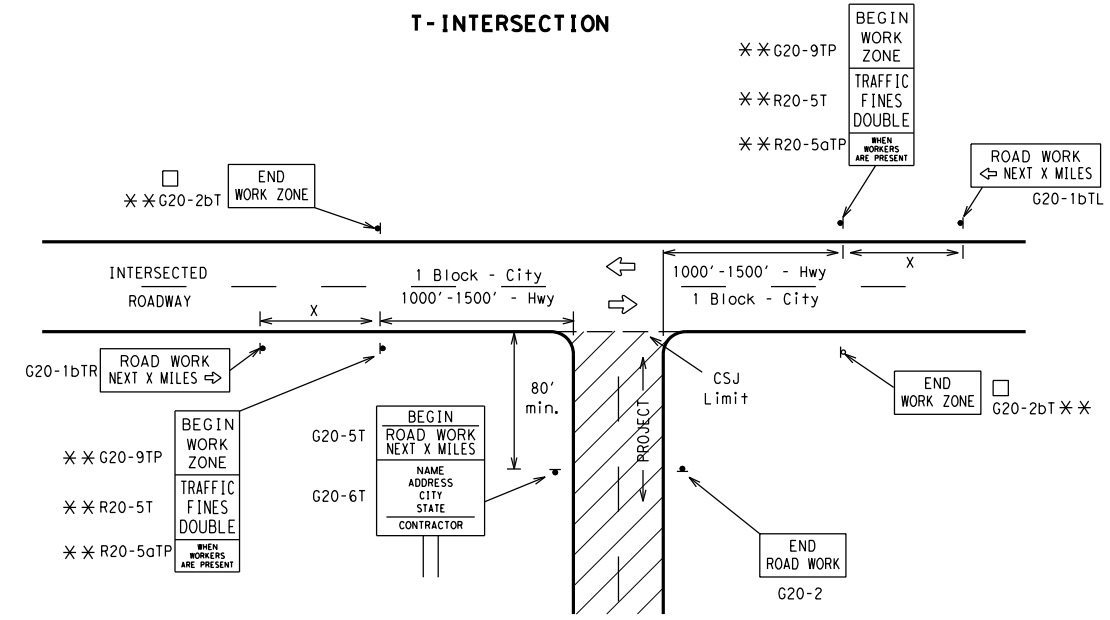 T-INTERSECTION
BEGIN
WORK
ZONE
**G20-9TP
TRAFFIC
FINES
DOUBLE
**R20-5T
WHEN
WORKERS
ARE PRESENT
**R20-5aTP
ROAD WORK
⇦ NEXT X MILES
G20-1bTL
END
WORK ZONE
□
**G20-2bT
INTERSECTED
ROADWAY
1 Block - City
1000'-1500' - Hwy
1000'-1500' - Hwy
1 Block - City
X
X
G20-1bTR
ROAD WORK
NEXT X MILES ⇨
80'
min.
PROJECT
CSJ
Limit
END
WORK ZONE
□
G20-2bT **
BEGIN
WORK
ZONE
**G20-9TP
TRAFFIC
FINES
DOUBLE
**R20-5T
WHEN
WORKERS
ARE PRESENT
**R20-5aTP
G20-5T
BEGIN
ROAD WORK
NEXT X MILES
G20-6T
NAME
ADDRESS
CITY
STATE
CONTRACTOR
END
ROAD WORK
G20-2